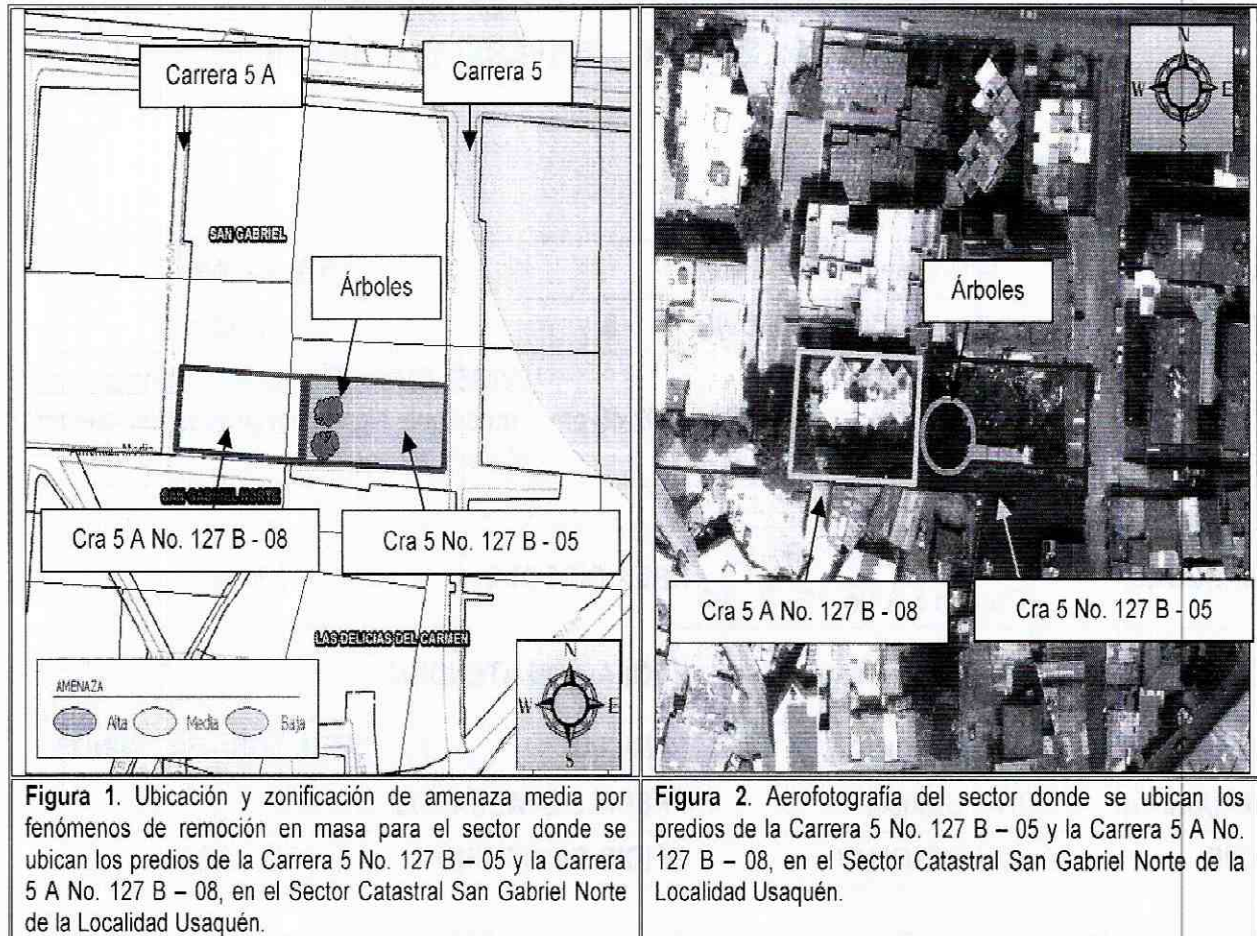 Carrera 5 A
Carrera 5
SAN GABRIEL
Árboles
Amenaza Media
SAN GABRIEL NORTE
Cra 5 A No. 127 B - 08
Cra 5 No. 127 B - 05
LAS DELICIAS DEL CARMEN
AMENAZA
Alta
Media
Baja
N
W
E
S
Figura 1. Ubicación y zonificación de amenaza media por
fenómenos de remoción en masa para el sector donde se
ubican los predios de la Carrera 5 No. 127 B – 05 y la Carrera
5 A No. 127 B – 08, en el Sector Catastral San Gabriel Norte
de la Localidad Usaquén.
N
W
E
S
Árboles
Cra 5 A No. 127 B - 08
Cra 5 No. 127 B - 05
Figura 2. Aerofotografía del sector donde se ubican los
predios de la Carrera 5 No. 127 B – 05 y la Carrera 5 A No.
127 B – 08, en el Sector Catastral San Gabriel Norte de la
Localidad Usaquén.